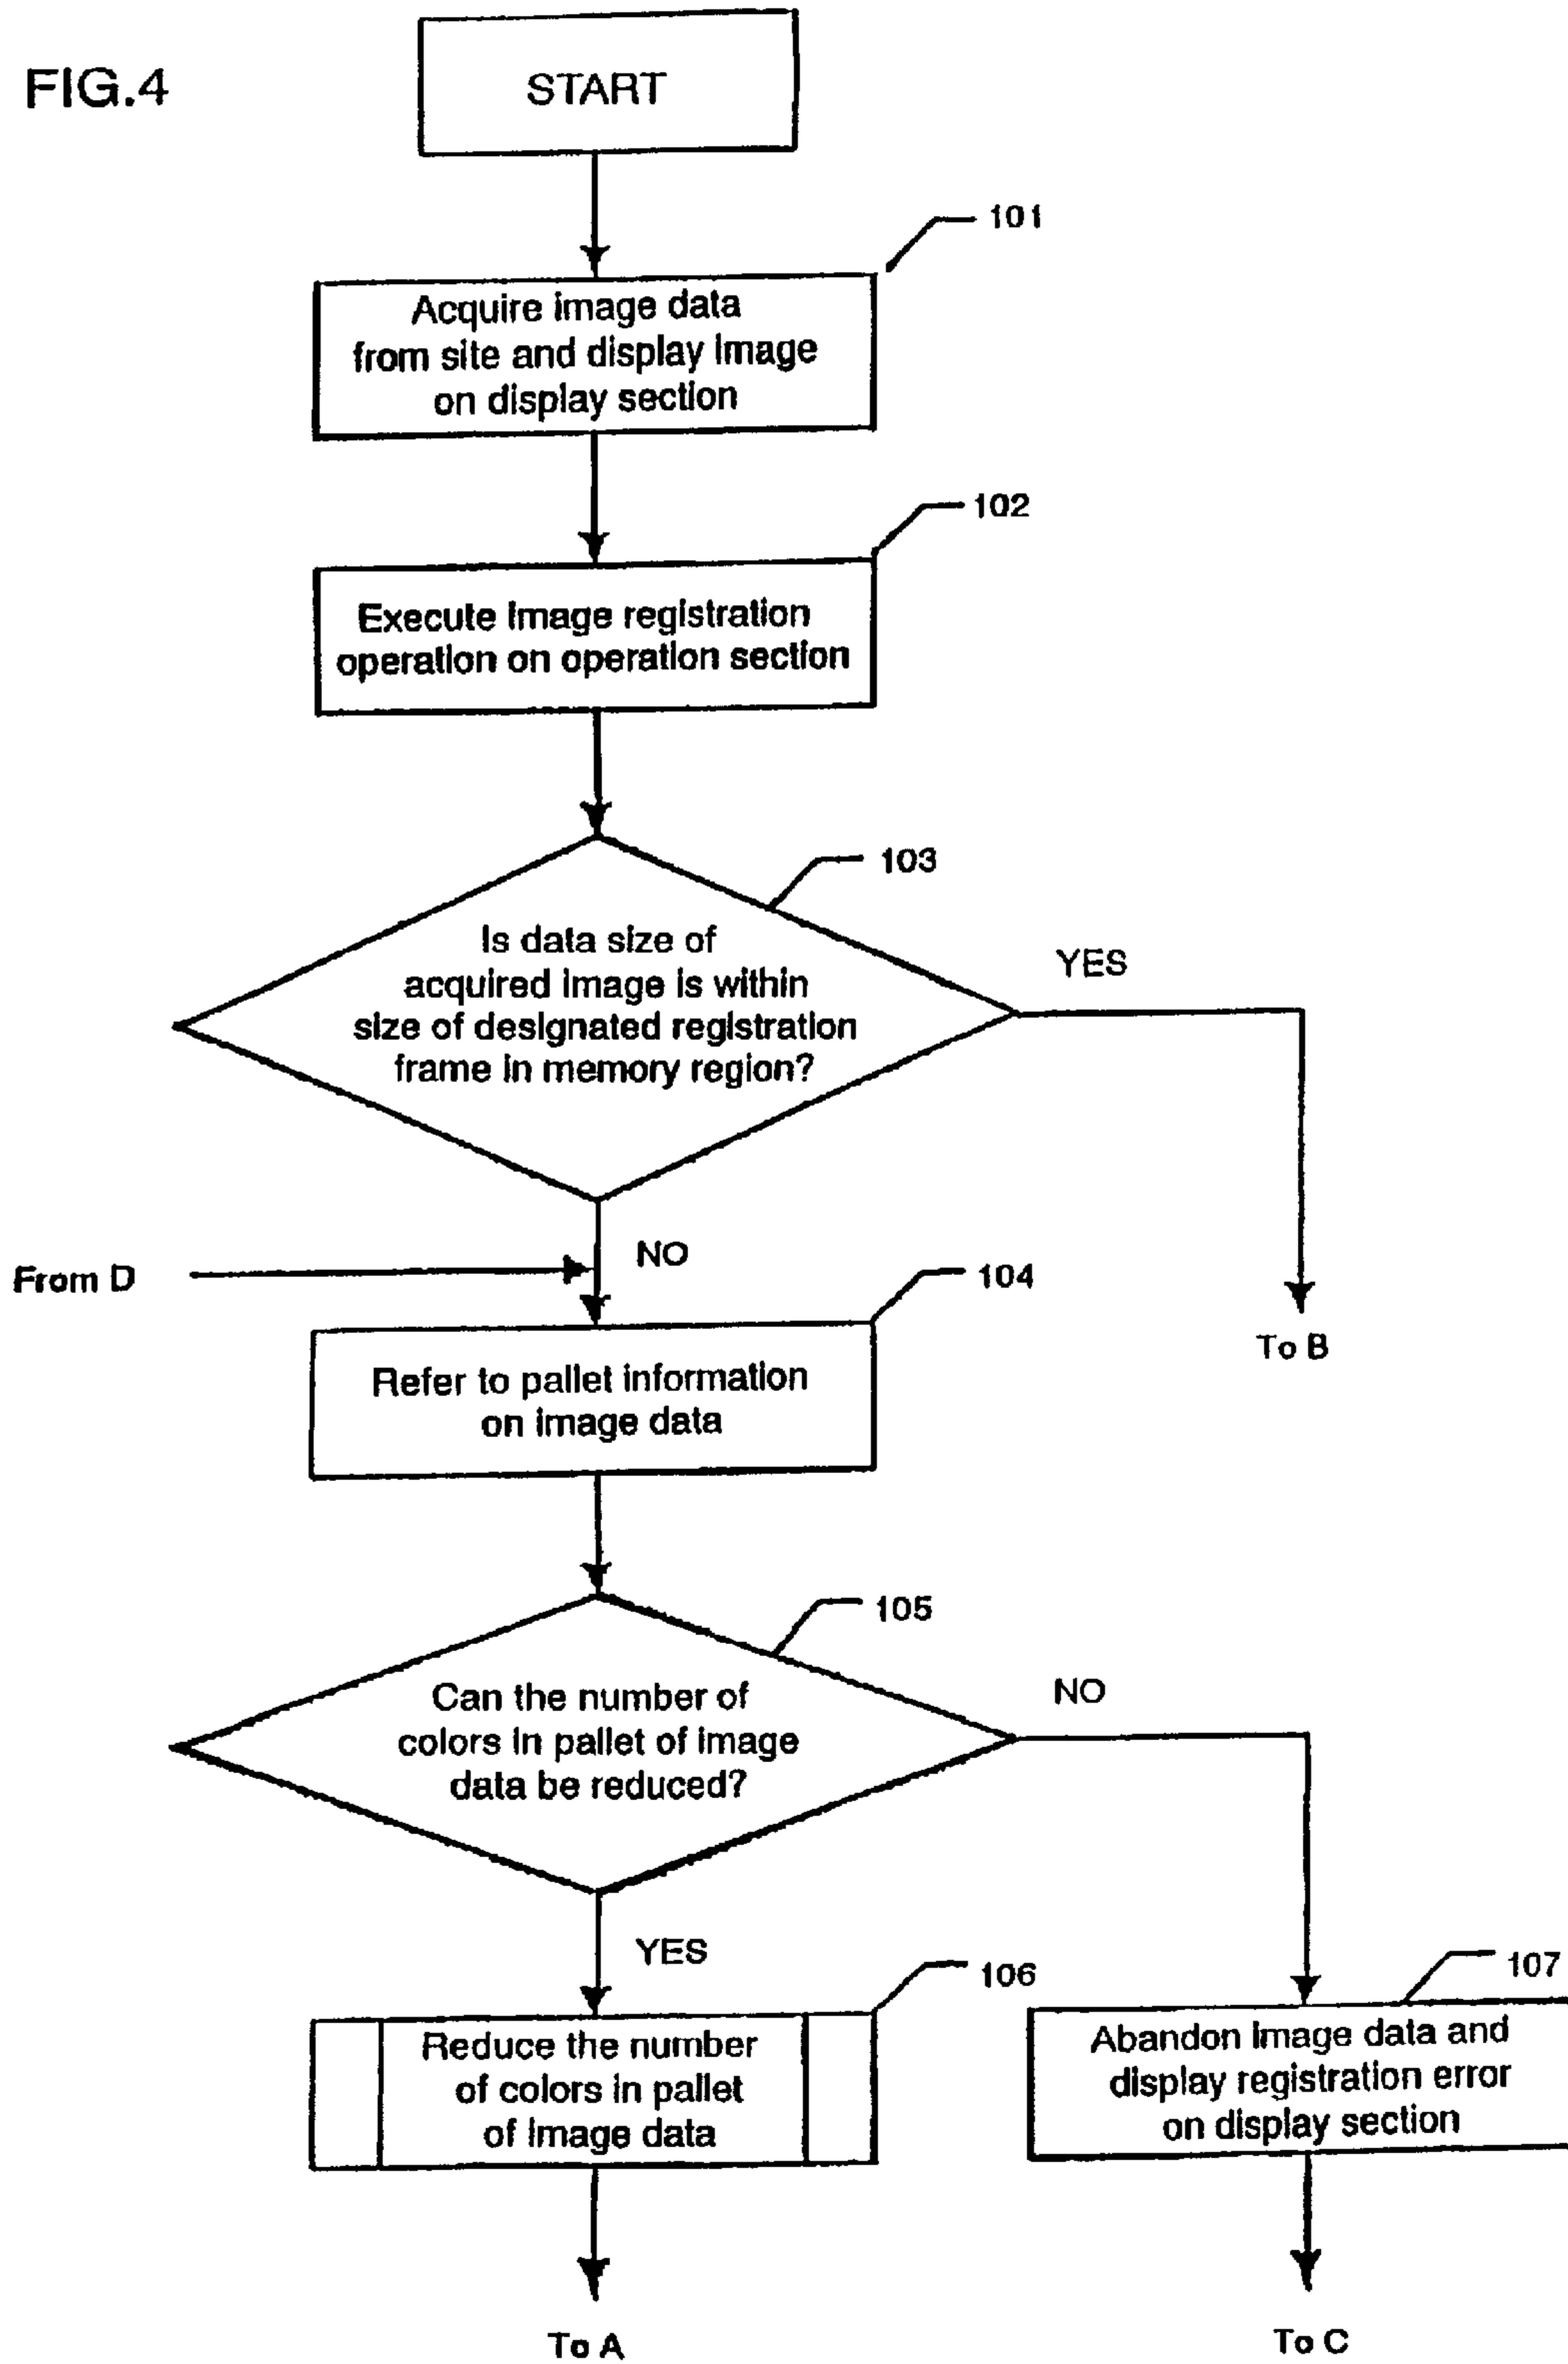 FIG.4
START
101
Acquire image data
from site and display image
on display section
102
Execute image registration
operation on operation section
103
Is data size of
acquired image is within
size of designated registration
frame in memory region?
YES
NO
From D
104
To B
Refer to pallet information
on image data
105
Can the number of
colors in pallet of image
data be reduced?
NO
YES
106
107
Reduce the number
of colors in pallet
of image data
Abandon image data and
display registration error
on display section
To A
To C